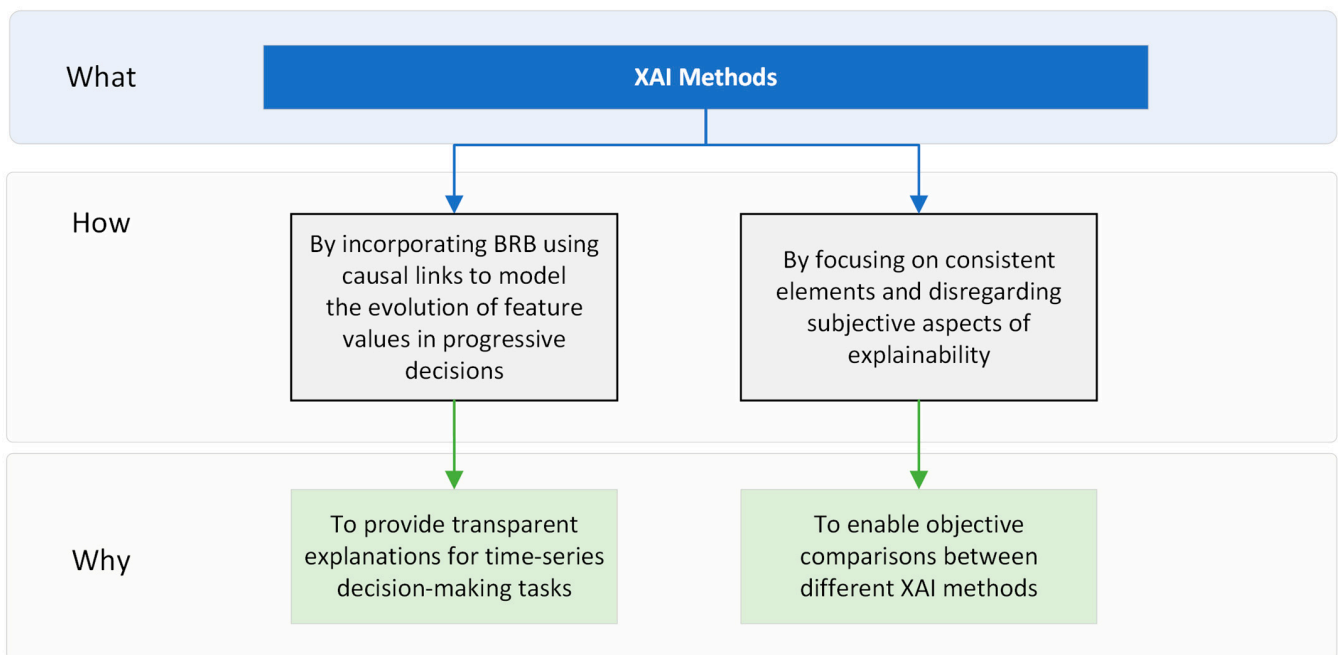 What
XAI Methods
How
By incorporating BRB using
causal links to model
the evolution of feature
values in progressive
decisions
By focusing on consistent
elements and disregarding
subjective aspects of
explainability
Why
To provide transparent
explanations for time-series
decision-making tasks
To enable objective
comparisons between
different XAI methods